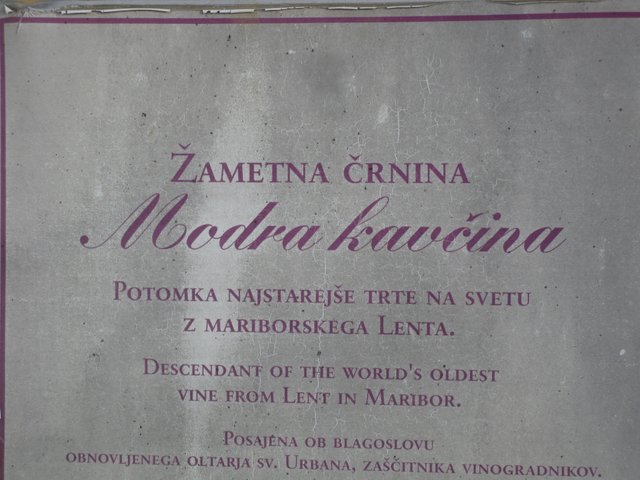 Žametna črnina
Modra kavčina
Potomka najstarejše trte na svetu
z mariborskega Lenta.
Descendant of the world's oldest
vine from Lent in Maribor.
Posajena ob blagoslovu
obnovljenega oltarja sv. Urbana, zaščitnika vinogradnikov.